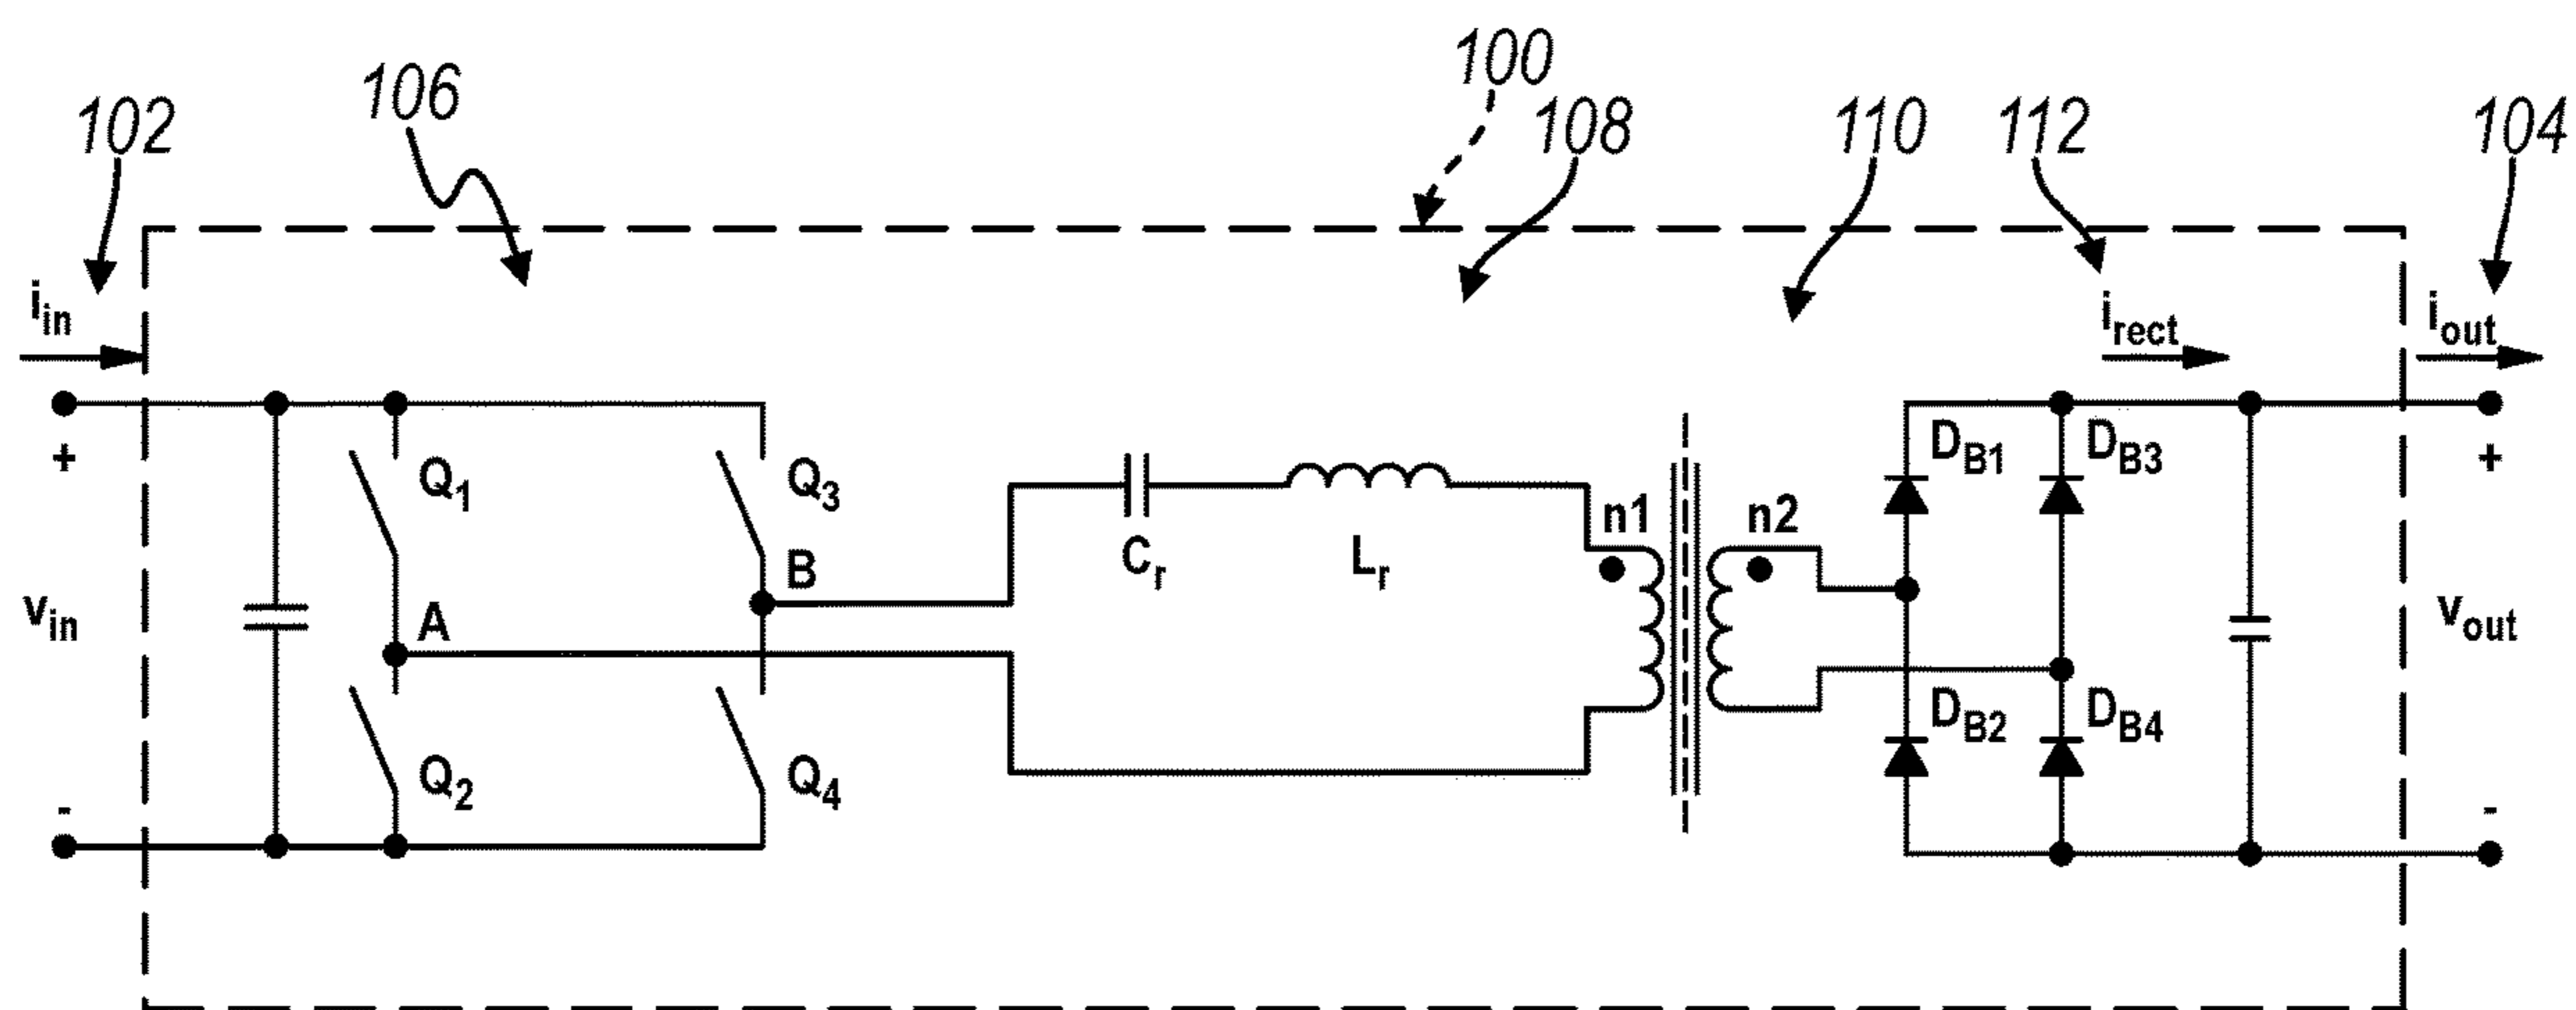 100
102
106
108
110
112
104
i_in
i_rect
i_out
+
Q_1
Q_3
D_B1
D_B3
+
n1
n2
B
C_r
L_r
v_in
A
v_out
D_B2
D_B4
-
Q_2
Q_4
-